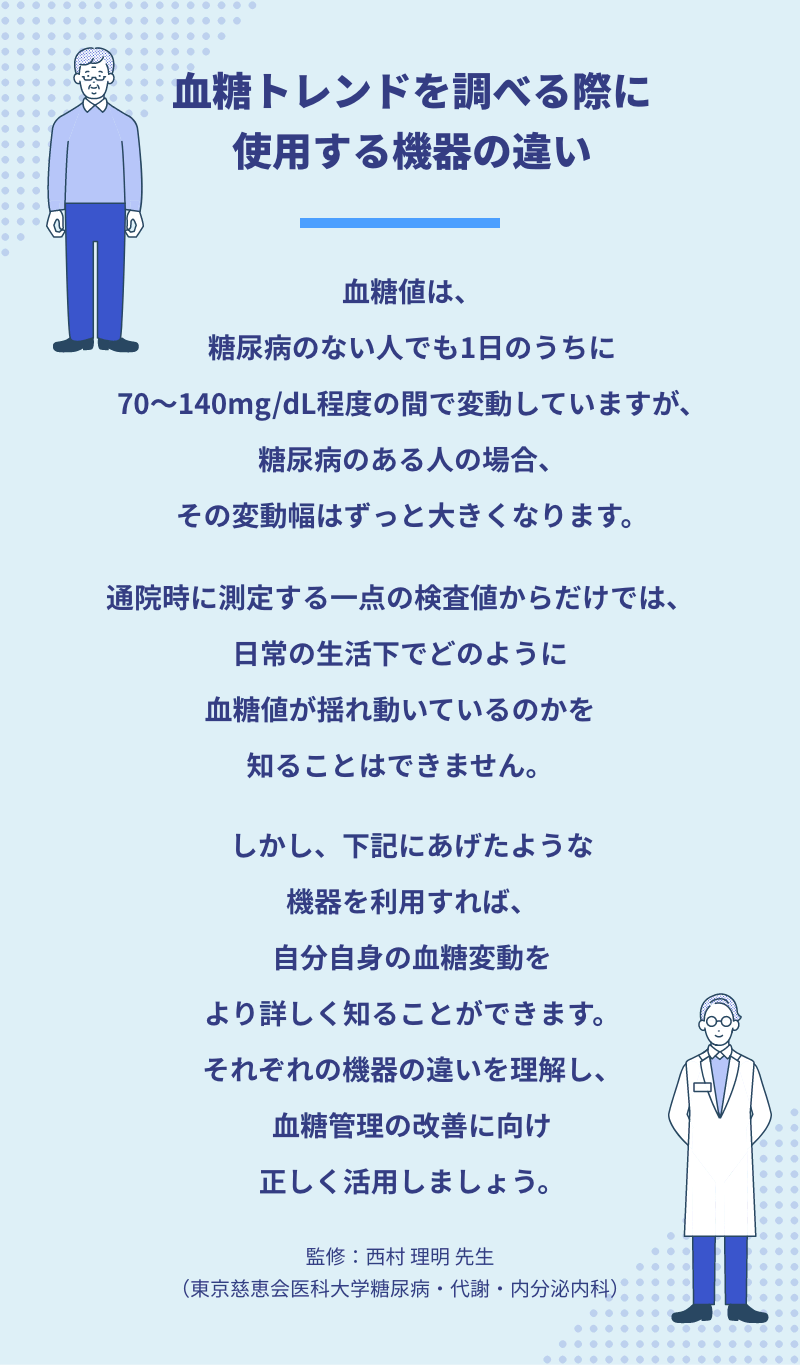 血糖トレンドを調べる際に
使用する機器の違い
血糖値は、
糖尿病のない人でも1日のうちに
70〜140mg/dL程度の間で変動していますが、
糖尿病のある人の場合、
その変動幅はずっと大きくなります。
通院時に測定する一点の検査値からだけでは、
日常の生活下でどのように
血糖値が揺れ動いているのかを
知ることはできません。
しかし、下記にあげたような
機器を利用すれば、
自分自身の血糖変動を
より詳しく知ることができます。
それぞれの機器の違いを理解し、
血糖管理の改善に向け
正しく活用しましょう。
監修：西村 理明 先生
（東京慈恵会医科大学糖尿病・代謝・内分泌内科）